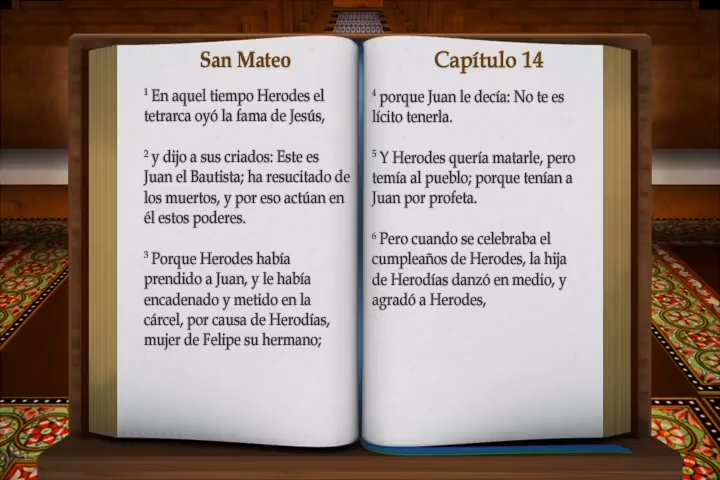 San Mateo
¹ En aquel tiempo Herodes el
tetrarca oyó la fama de Jesús,
² y dijo a sus criados: Este es
Juan el Bautista; ha resucitado de
los muertos, y por eso actúan en
él estos poderes.
³ Porque Herodes había
prendido a Juan, y le había
encadenado y metido en la
cárcel, por causa de Herodías,
mujer de Felipe su hermano;
Capítulo 14
⁴ porque Juan le decía: No te es
lícito tenerla.
⁵ Y Herodes quería matarle, pero
temía al pueblo; porque tenían a
Juan por profeta.
⁶ Pero cuando se celebraba el
cumpleaños de Herodes, la hija
de Herodías danzó en medio, y
agradó a Herodes,